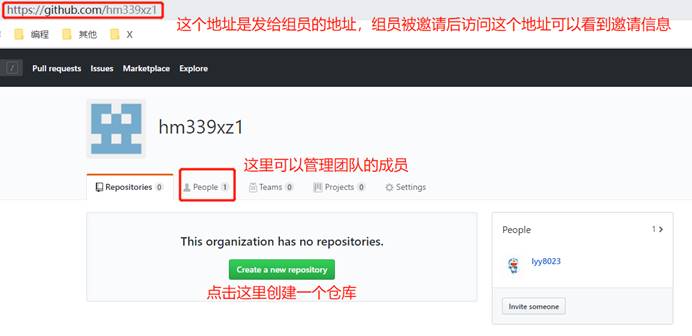 https://github.com/hm339xz1
这个地址是发给组员的地址，组员被邀请后访问这个地址可以看到邀请信息
编程 其他 X
/ Pull requests Issues Marketplace Explore
hm339xz1
这里可以管理团队的成员
Repositories 0 People 1 Teams 0 Projects 0 Settings
This organization has no repositories.
Create a new repository
点击这里创建一个仓库
People 1
lyy8023
Invite someone